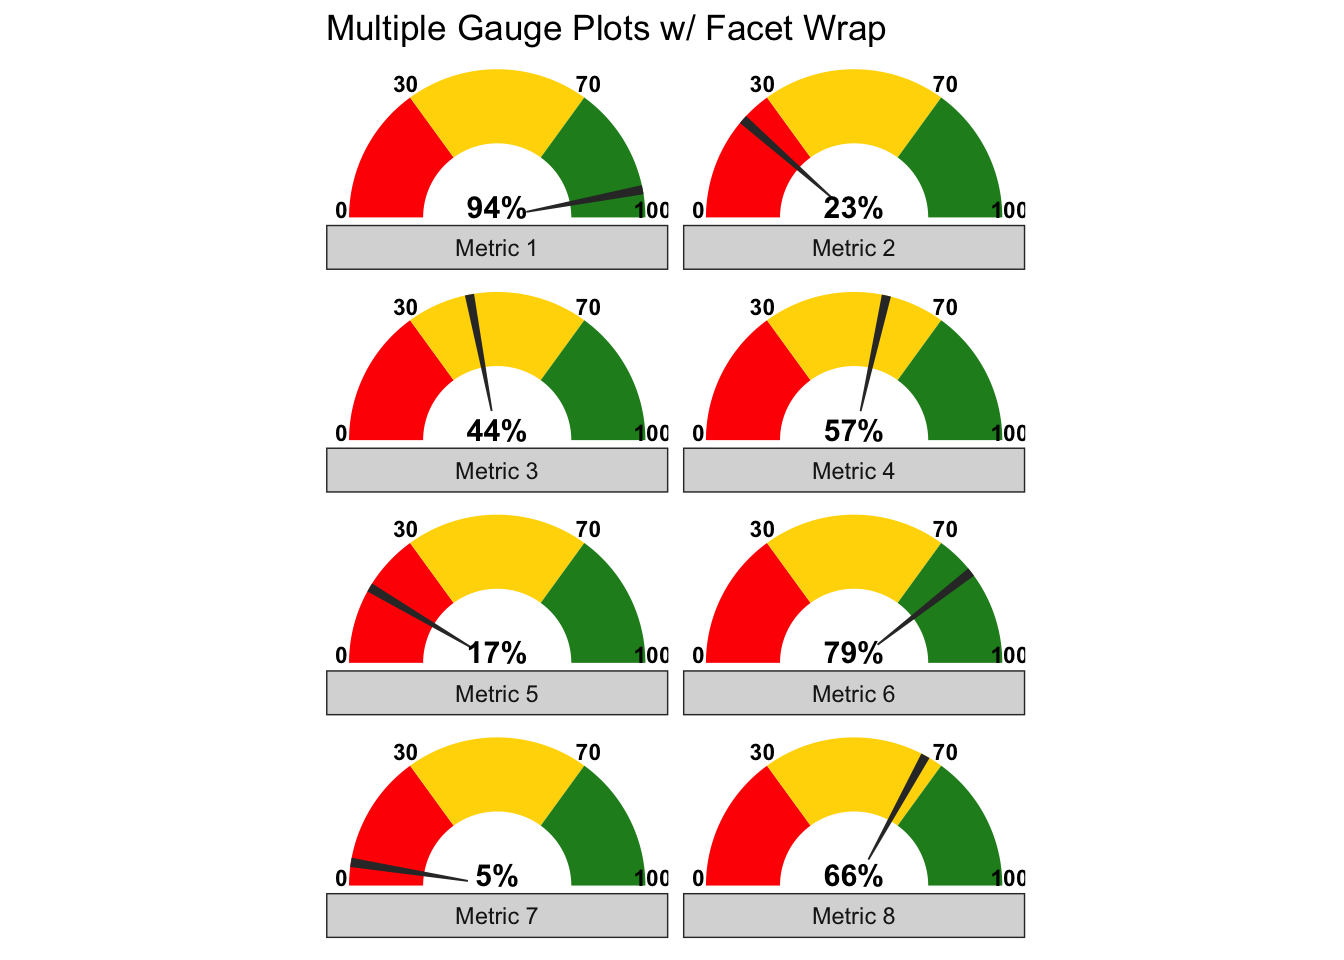 Multiple Gauge Plots w/ Facet Wrap
30 70 30 70
0 94% 100 0 23% 100
Metric 1 Metric 2
30 70 30 70
0 44% 100 0 57% 100
Metric 3 Metric 4
30 70 30 70
0 17% 100 0 79% 100
Metric 5 Metric 6
30 70 30 70
0 5% 100 0 66% 100
Metric 7 Metric 8